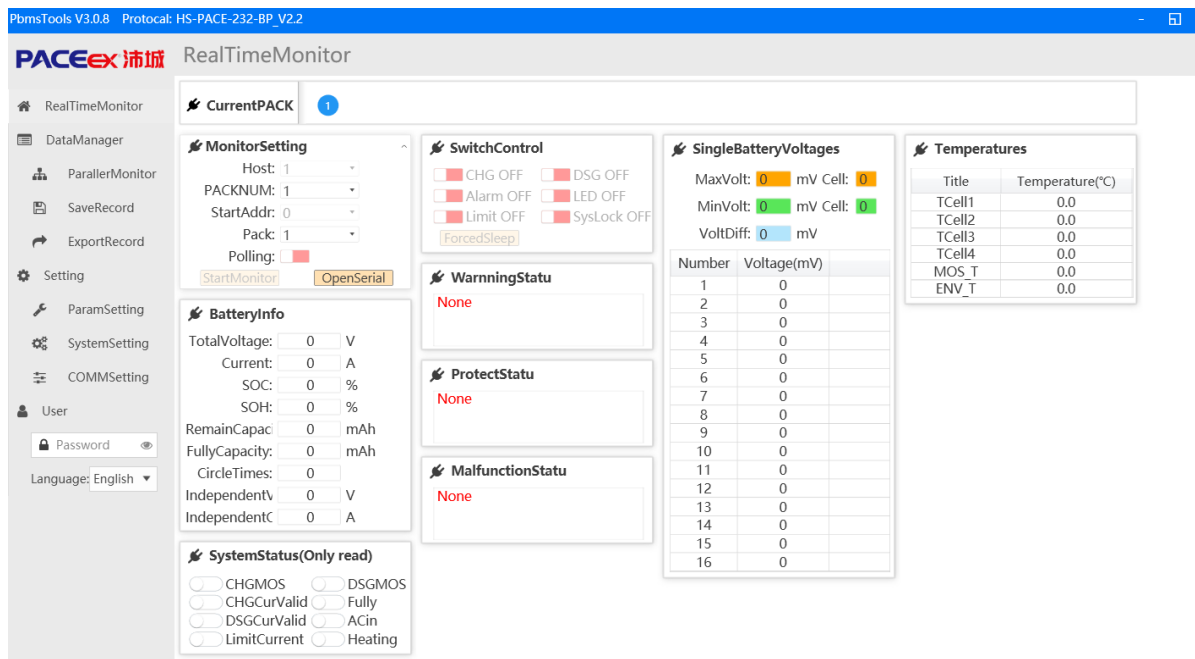 PbmsTools V3.0.8 Protocal: HS-PACE-232-BP_V2.2
PACEex 沛城
RealTimeMonitor
RealTimeMonitor
DataManager
ParallerMonitor
SaveRecord
ExportRecord
Setting
ParamSetting
SystemSetting
COMMSetting
User
Password
Language: English
CurrentPACK 1
MonitorSetting
Host: 1
PACKNUM: 1
StartAddr: 0
Pack: 1
Polling:
StartMonitor OpenSerial
BatteryInfo
TotalVoltage: 0 V
Current: 0 A
SOC: 0 %
SOH: 0 %
RemainCapac 0 mAh
FullyCapacity: 0 mAh
CircleTimes: 0
IndependentV 0 V
IndependentC 0 A
SystemStatus(Only read)
CHGMOS DSGMOS
CHGCurValid Fully
DSGCurValid ACin
LimitCurrent Heating
SwitchControl
CHG OFF DSG OFF
Alarm OFF LED OFF
Limit OFF SysLock OFF
ForcedSleep
WarnningStatu
None
ProtectStatu
None
MalfunctionStatu
None
SingleBatteryVoltages
MaxVolt: 0 mV Cell: 0
MinVolt: 0 mV Cell: 0
VoltDiff: 0 mV
Number Voltage(mV)
1 0
2 0
3 0
4 0
5 0
6 0
7 0
8 0
9 0
10 0
11 0
12 0
13 0
14 0
15 0
16 0
Temperatures
Title Temperature(℃)
TCell1 0.0
TCell2 0.0
TCell3 0.0
TCell4 0.0
MOS_T 0.0
ENV_T 0.0